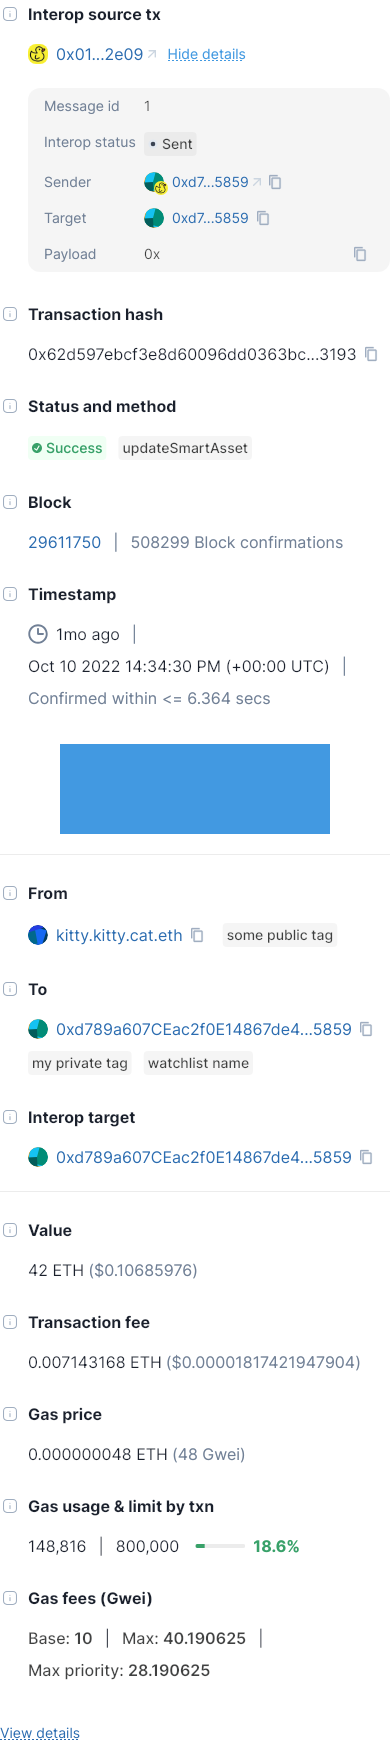 Interop source tx
0x01...2e09 Hide details
Message id 1
Interop status Sent
Sender 0xd7...5859
Target 0xd7...5859
Payload 0x
Transaction hash
0x62d597ebcf3e8d60096dd0363bc...3193
Status and method
Success updateSmartAsset
Block
29611750 | 508299 Block confirmations
Timestamp
1mo ago |
Oct 10 2022 14:34:30 PM (+00:00 UTC) |
Confirmed within <= 6.364 secs
From
kitty.kitty.cat.eth some public tag
To
0xd789a607CEac2f0E14867de4...5859
my private tag watchlist name
Interop target
0xd789a607CEac2f0E14867de4...5859
Value
42 ETH ($0.10685976)
Transaction fee
0.007143168 ETH ($0.00001817421947904)
Gas price
0.000000048 ETH (48 Gwei)
Gas usage & limit by txn
148,816 | 800,000 18.6%
Gas fees (Gwei)
Base: 10 | Max: 40.190625 |
Max priority: 28.190625
View details